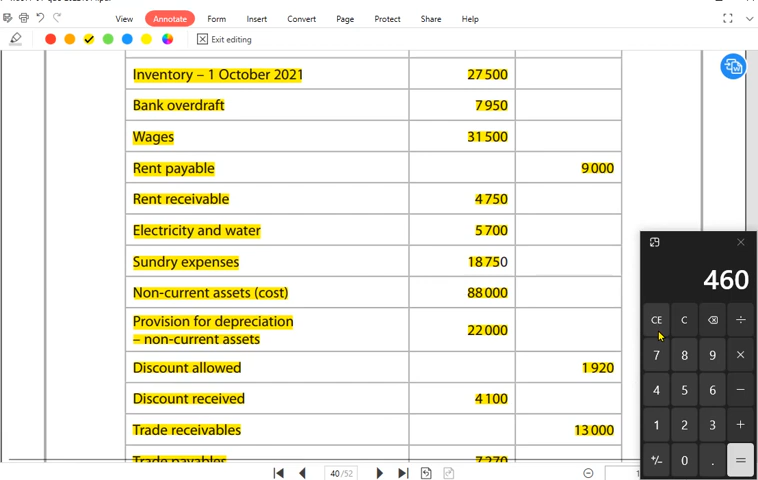 View Annotate Form Insert Convert Page Protect Share Help
Exit editing
Inventory – 1 October 2021 27 500
Bank overdraft 7 950
Wages 31 500
Rent payable 9 000
Rent receivable 4 750
Electricity and water 5 700
Sundry expenses 18 750
Non-current assets (cost) 88 000
Provision for depreciation
– non-current assets 22 000
Discount allowed 1 920
Discount received 4 100
Trade receivables 13 000
Trade payables 7 270
460
CE C ÷
7 8 9 ×
4 5 6 −
1 2 3 +
+/− 0 . =
40 /52